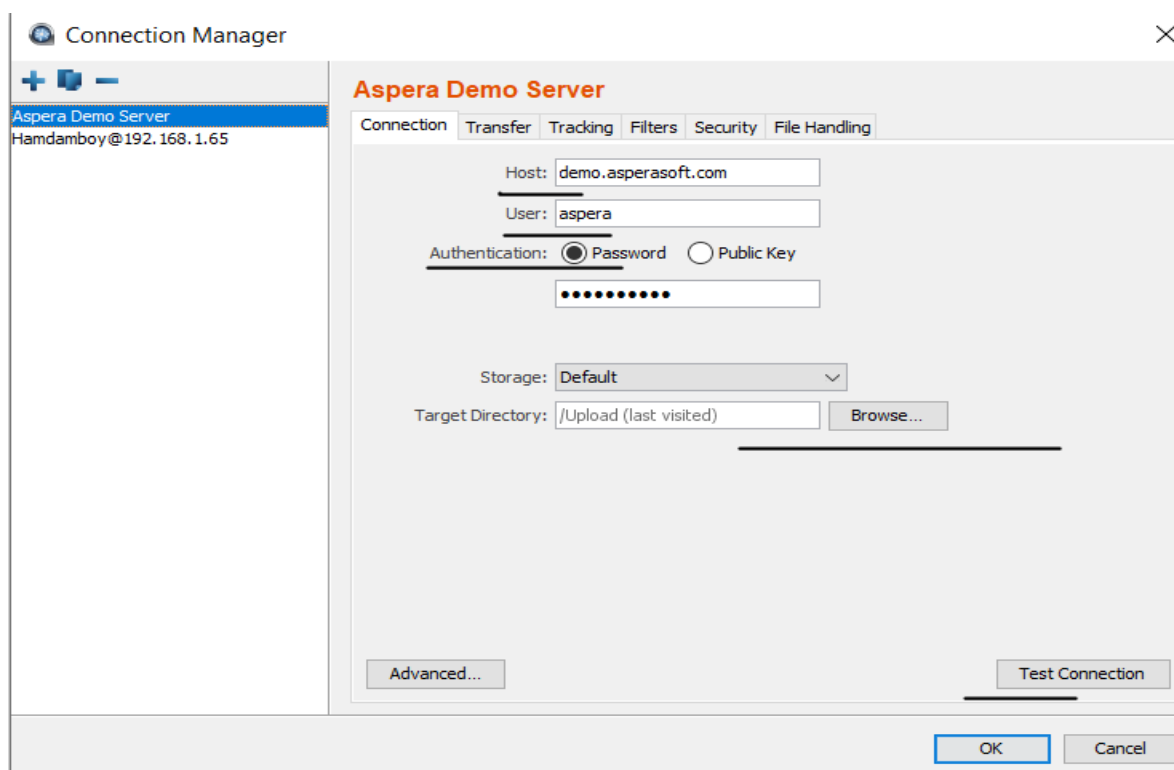 Connection Manager
Aspera Demo Server
Hamdamboy@192.168.1.65
Aspera Demo Server
Connection Transfer Tracking Filters Security File Handling
Host: demo.asperasoft.com
User: aspera
Authentication: Password Public Key
••••••••••
Storage: Default
Target Directory: /Upload (last visited) Browse...
Advanced... Test Connection
OK Cancel